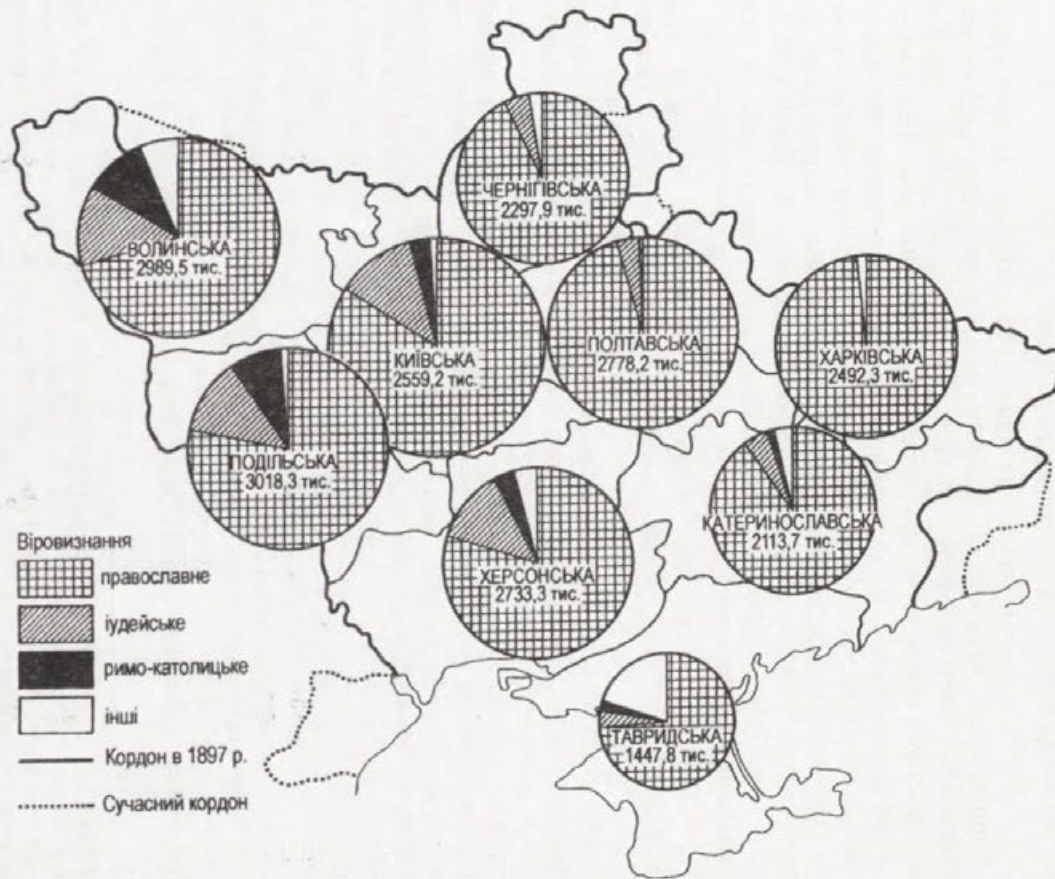 ЧЕРНІГІВСЬКА
2297,9 тис.
ВОЛИНСЬКА
2989,5 тис.
КИЇВСЬКА
2559,2 тис.
ПОЛТАВСЬКА
2778,2 тис.
ХАРКІВСЬКА
2492,3 тис.
ПОДІЛЬСЬКА
3018,3 тис.
КАТЕРИНОСЛАВСЬКА
2113,7 тис.
ХЕРСОНСЬКА
2733,3 тис.
ТАВРИДСЬКА
1447,8 тис.
Віровизнання
православне
іудейське
римо-католицьке
інші
Кордон в 1897 р.
Сучасний кордон